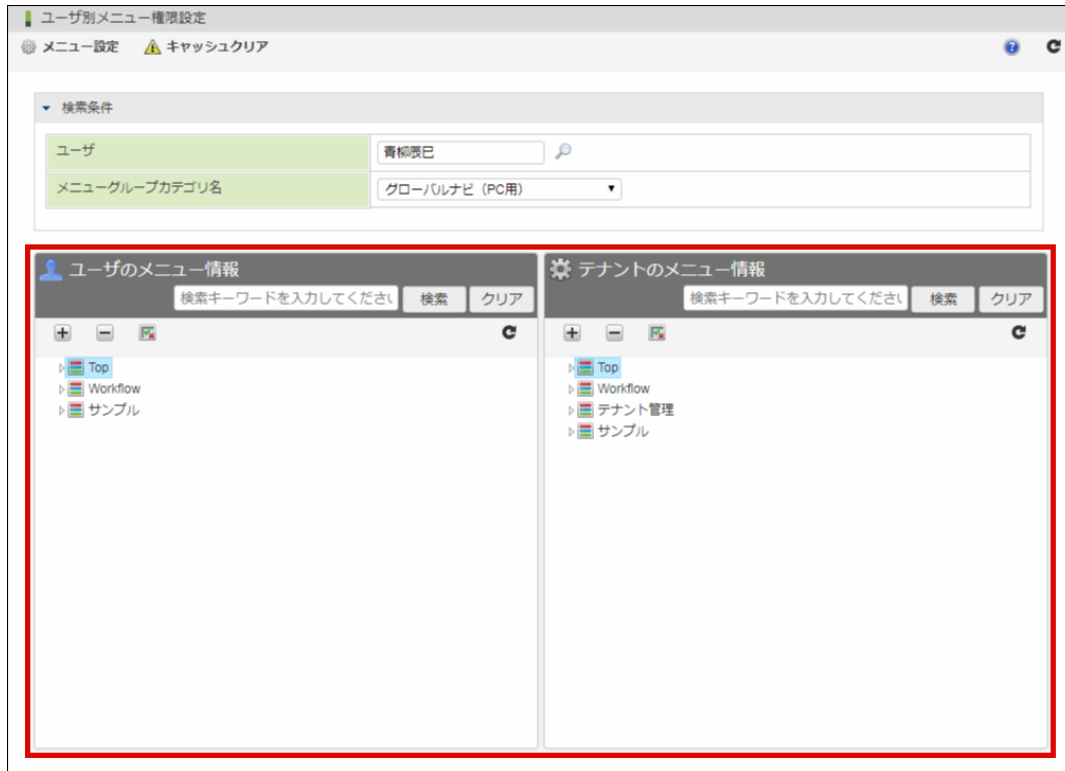 ユーザ別メニュー権限設定
メニュー設定 キャッシュクリア
検索条件
ユーザ 青柳辰巳
メニューグループカテゴリ名 グローバルナビ（PC用）
ユーザのメニュー情報
検索キーワードを入力してくださ 検索 クリア
Top
Workflow
サンプル
テナントのメニュー情報
検索キーワードを入力してくださ 検索 クリア
Top
Workflow
テナント管理
サンプル